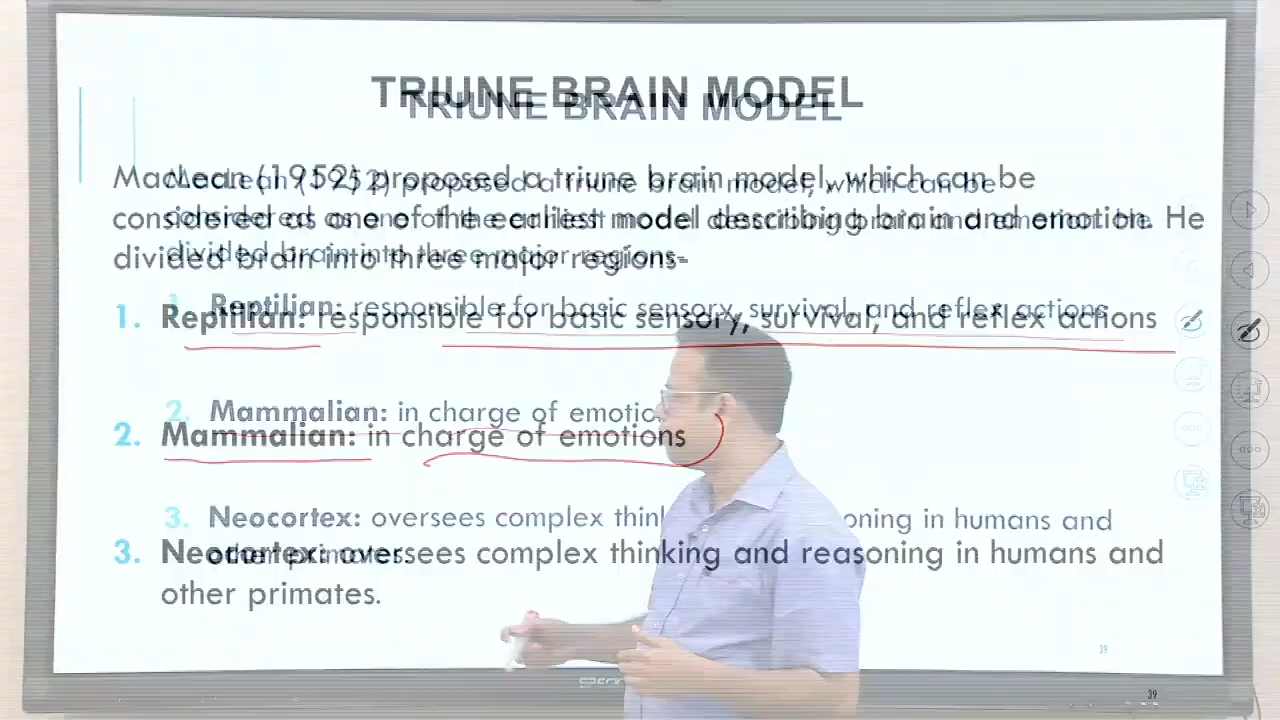 TRIUNE BRAIN MODEL
MacLean (1952) proposed a triune brain model, which can be
considered as one of the earliest model describing brain and emotion. He
divided brain into three major regions-
1. Reptilian: responsible for basic sensory, survival, and reflex actions
2. Mammalian: in charge of emotions
3. Neocortex: oversees complex thinking and reasoning in humans and
other primates.
39